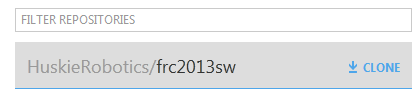 FILTER REPOSITORIES
HuskieRobotics/frc2013sw CLONE